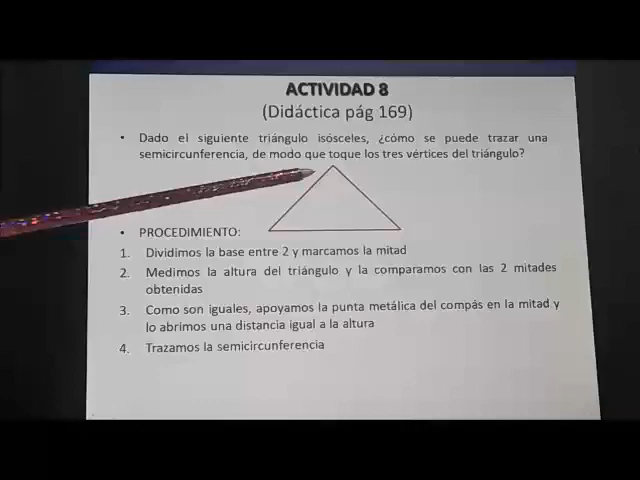 ACTIVIDAD 8
(Didáctica pág 169)
• Dado el siguiente triángulo isósceles, ¿cómo se puede trazar una
semicircunferencia, de modo que toque los tres vértices del triángulo?
• PROCEDIMIENTO:
1. Dividimos la base entre 2 y marcamos la mitad
2. Medimos la altura del triángulo y la comparamos con las 2 mitades
obtenidas
3. Como son iguales, apoyamos la punta metálica del compás en la mitad y
lo abrimos una distancia igual a la altura
4. Trazamos la semicircunferencia